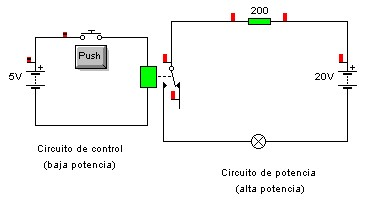 200
Push
5V
20V
Circuito de control
(baja potencia)
Circuito de potencia
(alta potencia)